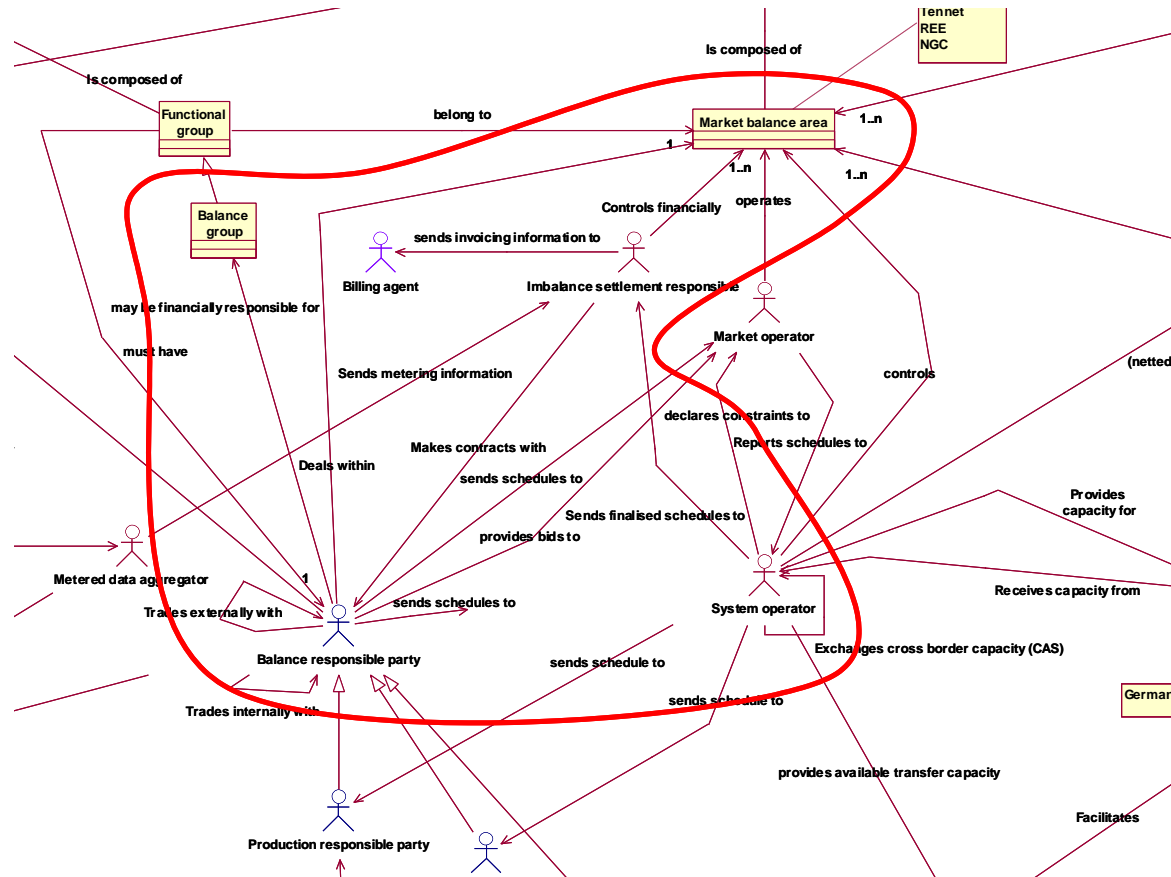 Tennet
REE
NGC
Is composed of
Is composed of
Functional
group
belong to
Market balance area
1..n
1
1..n
1..n
operates
Controls financially
Balance
group
sends invoicing information to
Billing agent
Imbalance settlement responsible
may be financially responsible for
Market operator
must have
(netted
controls
Sends metering information
declares constraints to
Reports schedules to
Makes contracts with
Deals within
sends schedules to
Provides
capacity for
Sends finalised schedules to
provides bids to
Metered data aggregator
1
Receives capacity from
sends schedules to
Trades externally with
System operator
Exchanges cross border capacity (CAS)
Balance responsible party
sends schedule to
German
sends schedule to
Trades internally with
provides available transfer capacity
Facilitates
Production responsible party